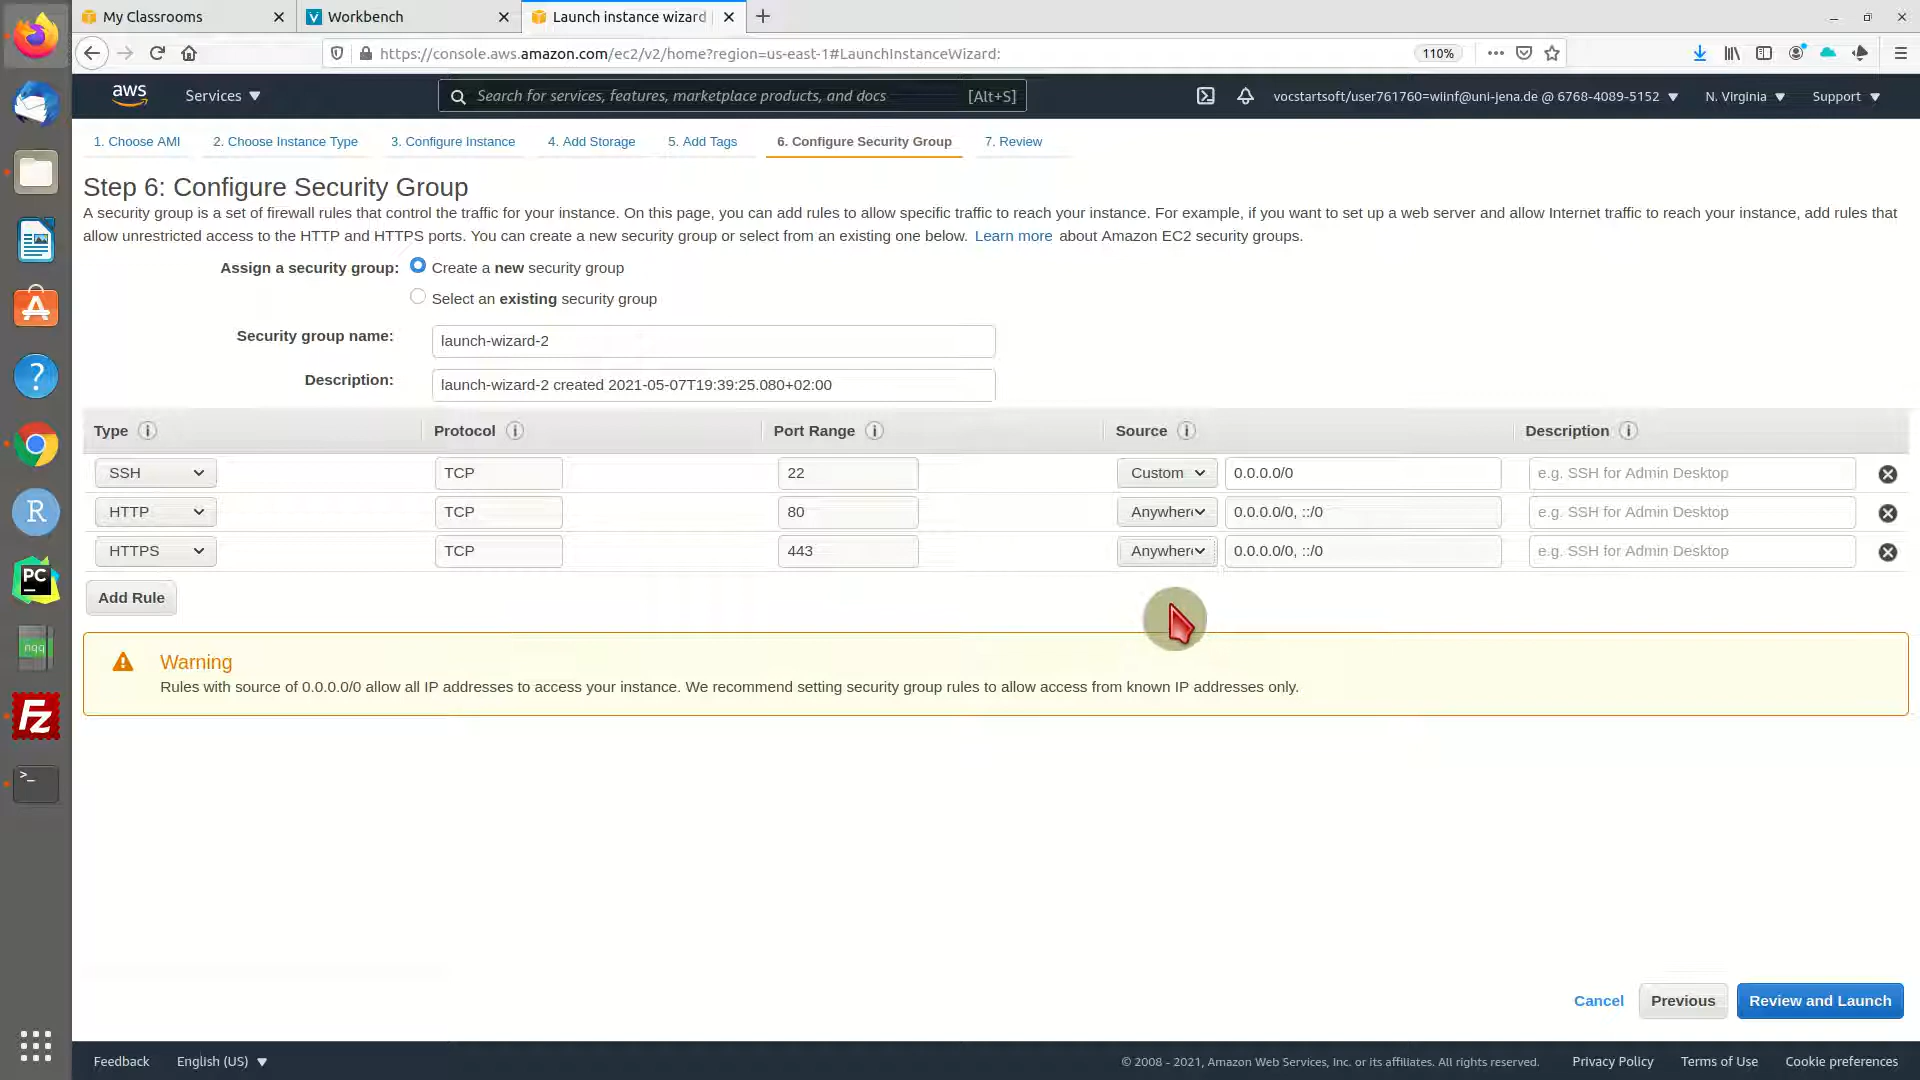 My Classrooms
Workbench
Launch instance wizard
https://console.aws.amazon.com/ec2/v2/home?region=us-east-1#LaunchInstanceWizard:
110%
aws
Services
Search for services, features, marketplace products, and docs
[Alt+S]
vocstartsoft/user761760=wiinf@uni-jena.de @ 6768-4089-5152
N. Virginia
Support
1. Choose AMI
2. Choose Instance Type
3. Configure Instance
4. Add Storage
5. Add Tags
6. Configure Security Group
7. Review
Step 6: Configure Security Group
A security group is a set of firewall rules that control the traffic for your instance. On this page, you can add rules to allow specific traffic to reach your instance. For example, if you want to set up a web server and allow Internet traffic to reach your instance, add rules that
allow unrestricted access to the HTTP and HTTPS ports. You can create a new security group or select from an existing one below. Learn more about Amazon EC2 security groups.
Assign a security group:
Create a new security group
Select an existing security group
Security group name:
launch-wizard-2
Description:
launch-wizard-2 created 2021-05-07T19:39:25.080+02:00
Type
Protocol
Port Range
Source
Description
SSH
TCP
22
Custom
0.0.0.0/0
e.g. SSH for Admin Desktop
HTTP
TCP
80
Anywher
0.0.0.0/0, ::/0
e.g. SSH for Admin Desktop
HTTPS
TCP
443
Anywher
0.0.0.0/0, ::/0
e.g. SSH for Admin Desktop
Add Rule
Warning
Rules with source of 0.0.0.0/0 allow all IP addresses to access your instance. We recommend setting security group rules to allow access from known IP addresses only.
R
PC
nqq
Fz
>_
Cancel
Previous
Review and Launch
Feedback
English (US)
© 2008 - 2021, Amazon Web Services, Inc. or its affiliates. All rights reserved.
Privacy Policy
Terms of Use
Cookie preferences